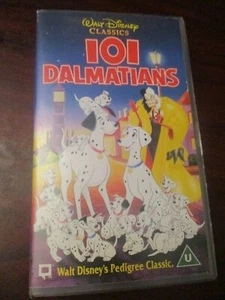 Walt Disney
CLASSICS
101
DALMATIANS
U
Walt Disney's Pedigree Classic.